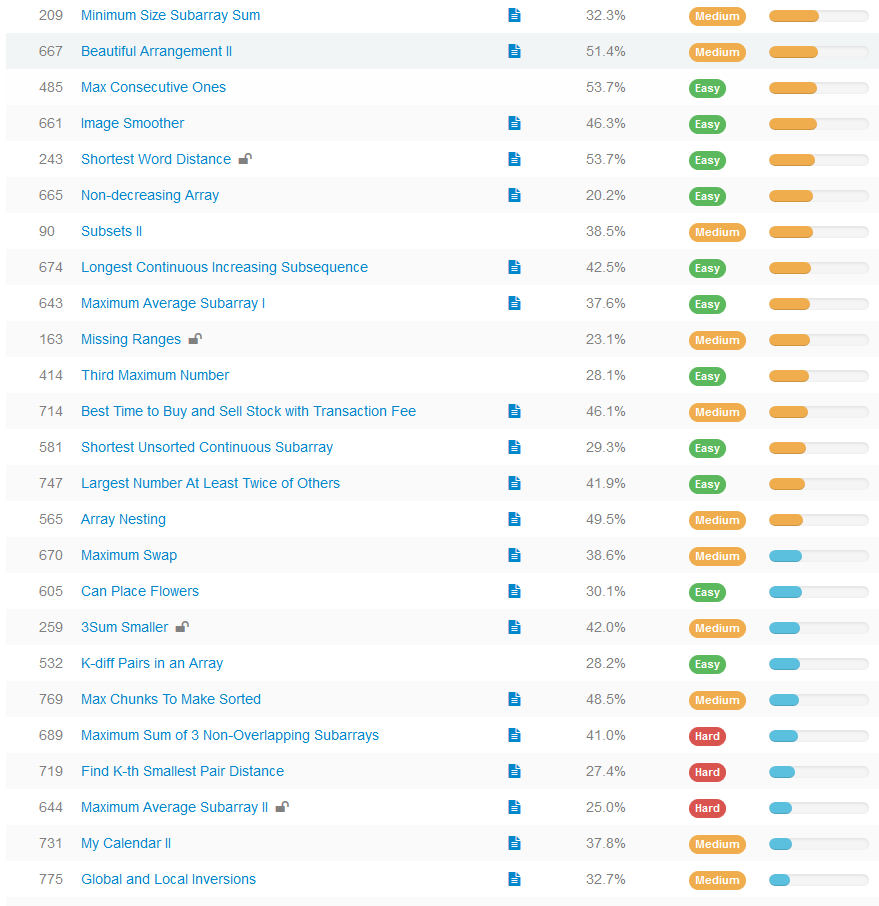 209 Minimum Size Subarray Sum 32.3% Medium
667 Beautiful Arrangement II 51.4% Medium
485 Max Consecutive Ones 53.7% Easy
661 Image Smoother 46.3% Easy
243 Shortest Word Distance 53.7% Easy
665 Non-decreasing Array 20.2% Easy
90 Subsets II 38.5% Medium
674 Longest Continuous Increasing Subsequence 42.5% Easy
643 Maximum Average Subarray I 37.6% Easy
163 Missing Ranges 23.1% Medium
414 Third Maximum Number 28.1% Easy
714 Best Time to Buy and Sell Stock with Transaction Fee 46.1% Medium
581 Shortest Unsorted Continuous Subarray 29.3% Easy
747 Largest Number At Least Twice of Others 41.9% Easy
565 Array Nesting 49.5% Medium
670 Maximum Swap 38.6% Medium
605 Can Place Flowers 30.1% Easy
259 3Sum Smaller 42.0% Medium
532 K-diff Pairs in an Array 28.2% Easy
769 Max Chunks To Make Sorted 48.5% Medium
689 Maximum Sum of 3 Non-Overlapping Subarrays 41.0% Hard
719 Find K-th Smallest Pair Distance 27.4% Hard
644 Maximum Average Subarray II 25.0% Hard
731 My Calendar II 37.8% Medium
775 Global and Local Inversions 32.7% Medium